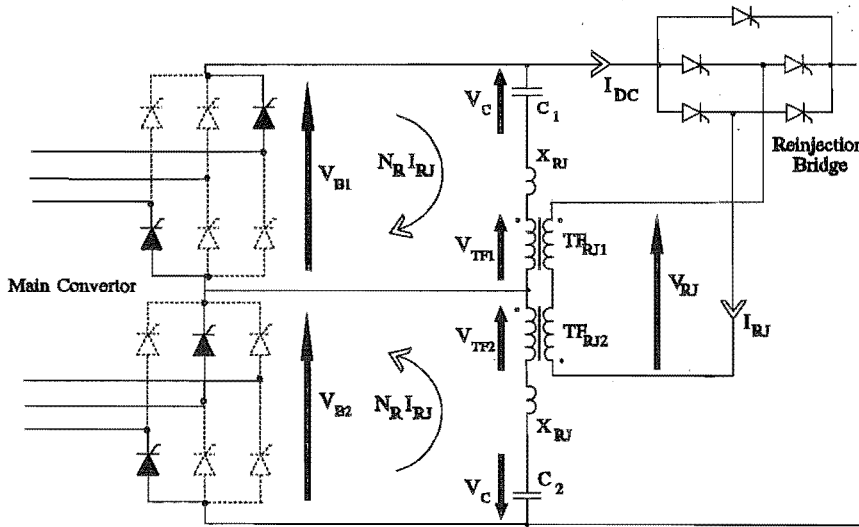 V_C
C_1
I_DC
X_RJ
Reinjection
Bridge
V_B1
N_R I_RJ
V_TF1
TF_RJ1
Main Convertor
V_RJ
V_TF2
TF_RJ2
I_RJ
V_B2
N_R I_RJ
X_RJ
V_C
C_2